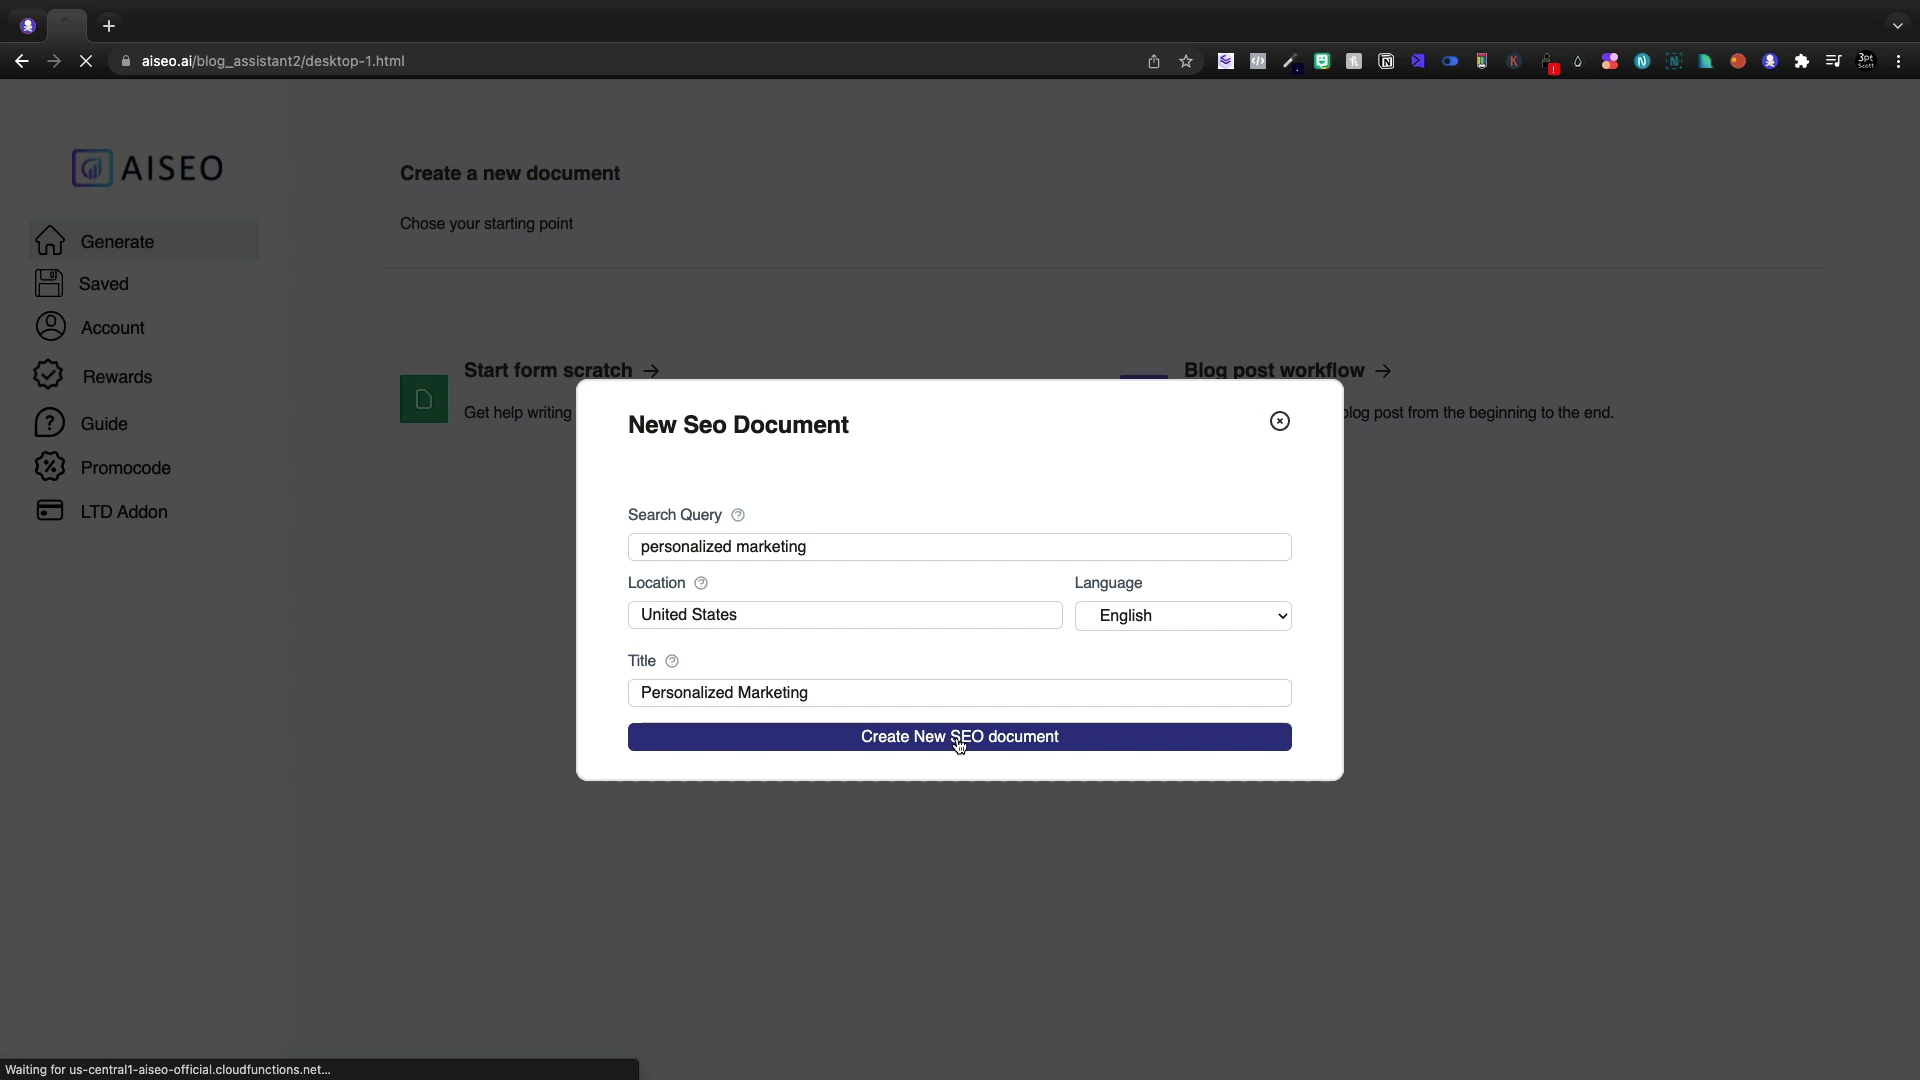 aiseo.ai/blog_assistant2/desktop-1.html
3pt
Scott
AISEO
Generate
Saved
Account
Rewards
Guide
Promocode
LTD Addon
Create a new document
Chose your starting point
Start form scratch →
Get help writing
Blog post workflow →
blog post from the beginning to the end.
New Seo Document
Search Query
personalized marketing
Location
United States
Language
English
Title
Personalized Marketing
Create New SEO document
Waiting for us-central1-aiseo-official.cloudfunctions.net...